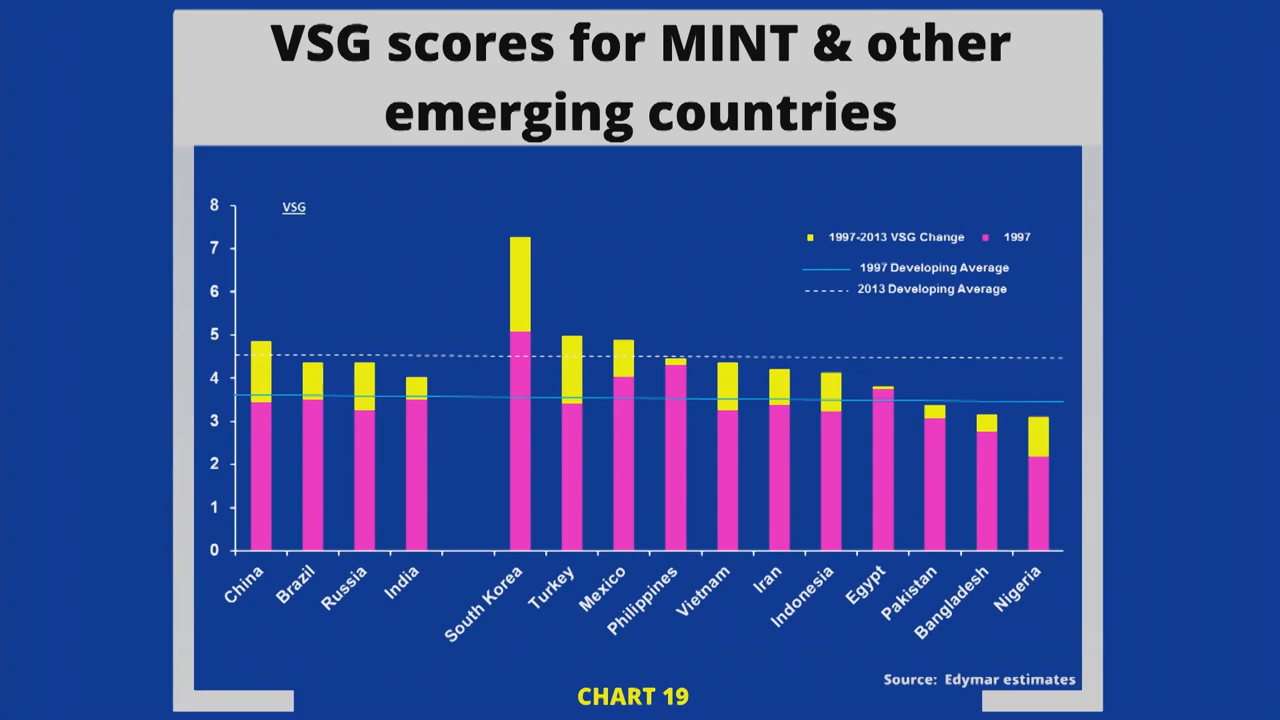 VSG scores for MINT & other
emerging countries
VSG
8
7
6
5
4
3
2
1
0
1997-2013 VSG Change
1997
1997 Developing Average
2013 Developing Average
China
Brazil
Russia
India
South Korea
Turkey
Mexico
Philippines
Vietnam
Iran
Indonesia
Egypt
Pakistan
Bangladesh
Nigeria
Source: Edymar estimates
CHART 19